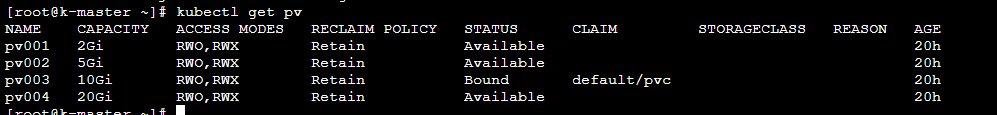 [root@k-master ~]# kubectl get pv
NAME CAPACITY ACCESS MODES RECLAIM POLICY STATUS CLAIM STORAGECLASS REASON AGE
pv001 2Gi RWO,RWX Retain Available 20h
pv002 5Gi RWO,RWX Retain Available 20h
pv003 10Gi RWO,RWX Retain Bound default/pvc 20h
pv004 20Gi RWO,RWX Retain Available 20h
[root@k-master ~]#